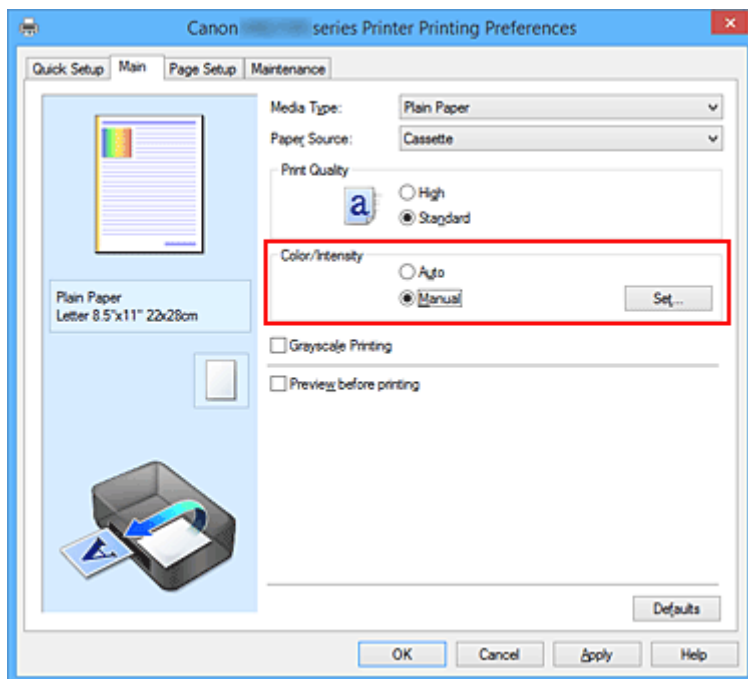 Canon series Printer Printing Preferences
Quick Setup Main Page Setup Maintenance
Media Type: Plain Paper
Paper Source: Cassette
Print Quality
a
High
Standard
Color/Intensity
Auto
Manual Set...
Plain Paper
Letter 8.5"x11" 22x28cm
Grayscale Printing
Preview before printing
A
Defaults
OK Cancel Apply Help